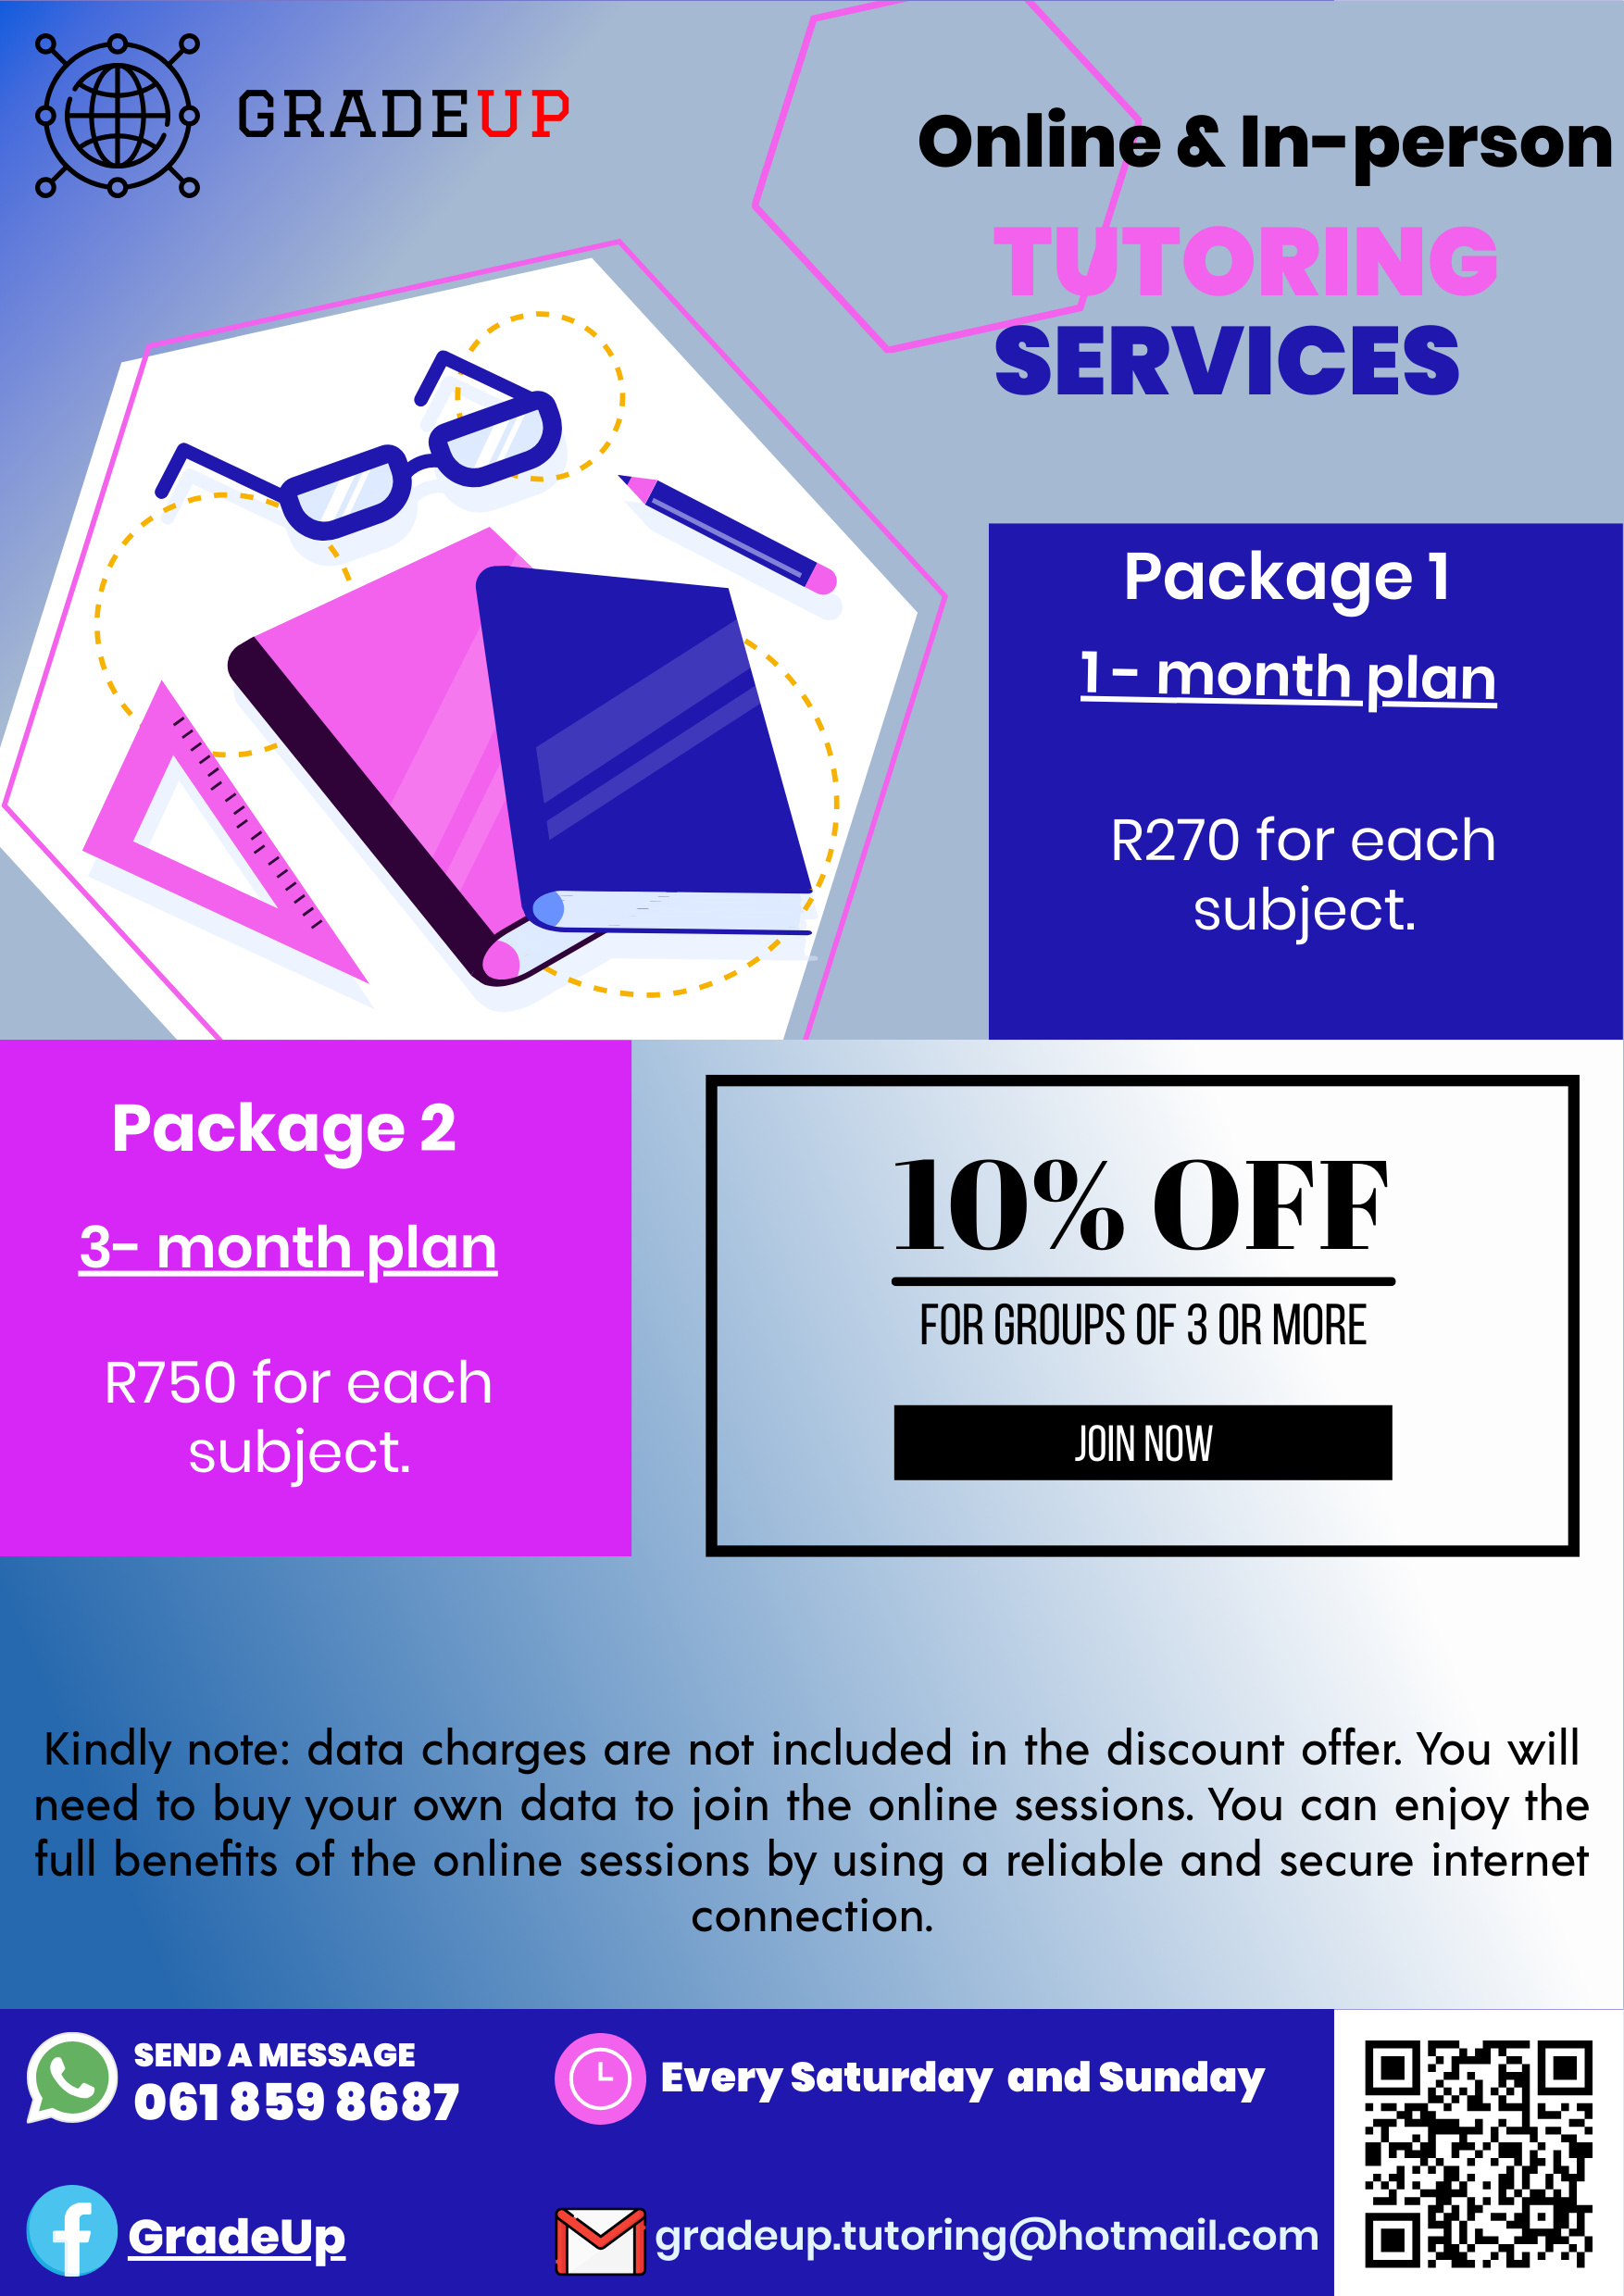 GRADEUP
Online & In-person
TUTORING
SERVICES
Package 1
1 - month plan
R270 for each
subject.
Package 2
3- month plan
R750 for each
subject.
10% OFF
FOR GROUPS OF 3 OR MORE
JOIN NOW
Kindly note: data charges are not included in the discount offer. You will
need to buy your own data to join the online sessions. You can enjoy the
full benefits of the online sessions by using a reliable and secure internet
connection.
SEND A MESSAGE
061 859 8687
Every Saturday and Sunday
GradeUp
gradeup.tutoring@hotmail.com